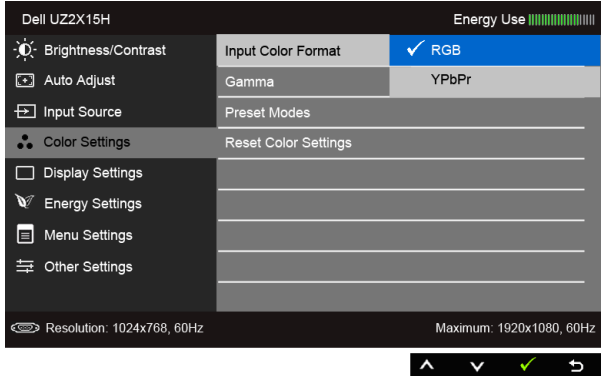 Dell UZ2X15H Energy Use
Brightness/Contrast Input Color Format RGB
Auto Adjust Gamma YPbPr
Input Source Preset Modes
Color Settings Reset Color Settings
Display Settings
Energy Settings
Menu Settings
Other Settings
Resolution: 1024x768, 60Hz Maximum: 1920x1080, 60Hz